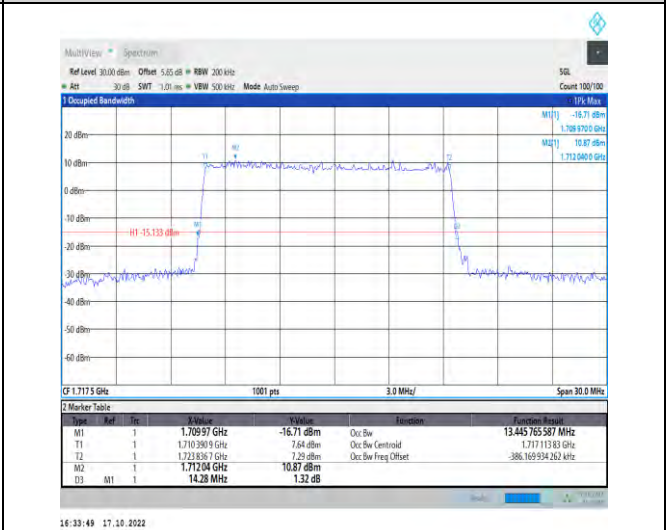 MultiView Spectrum
Ref Level 30.00 dBm Offset 5.85 dB RBW 200 kHz SGL
Att 30 dB SWT 1.01 ms VBW 500 kHz Mode Auto Sweep Count 100/100
1 Occupied Bandwidth 1Pk Max
M1[1] -16.71 dBm
1.709 970 0 GHz
M2[1] 10.87 dBm
1.712 040 0 GHz
20 dBm
M2
T1 T2
10 dBm
0 dBm
-10 dBm
M1
H1 -15.133 dBm
-20 dBm
-30 dBm
-40 dBm
-50 dBm
-60 dBm
CF 1.717 5 GHz 1001 pts 3.0 MHz/ Span 30.0 MHz
2 Marker Table
Type Ref Trc X-Value Y-Value Function Function Result
M1 1 1.709 97 GHz -16.71 dBm Occ Bw 13.445 765 587 MHz
T1 1 1.710 390 9 GHz 7.64 dBm Occ Bw Centroid 1.717 113 83 GHz
T2 1 1.723 836 7 GHz 7.29 dBm Occ Bw Freq Offset -386.169 934 262 kHz
M2 1 1.712 04 GHz 10.87 dBm
D3 M1 1 14.28 MHz 1.32 dB
16:33:49 17.10.2022